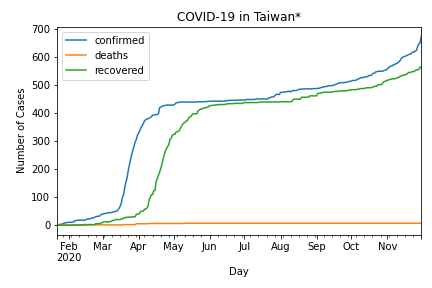 COVID-19 in Taiwan*
confirmed
deaths
recovered
Number of Cases
700
600
500
400
300
200
100
0
Feb Mar Apr May Jun Jul Aug Sep Oct Nov
2020
Day